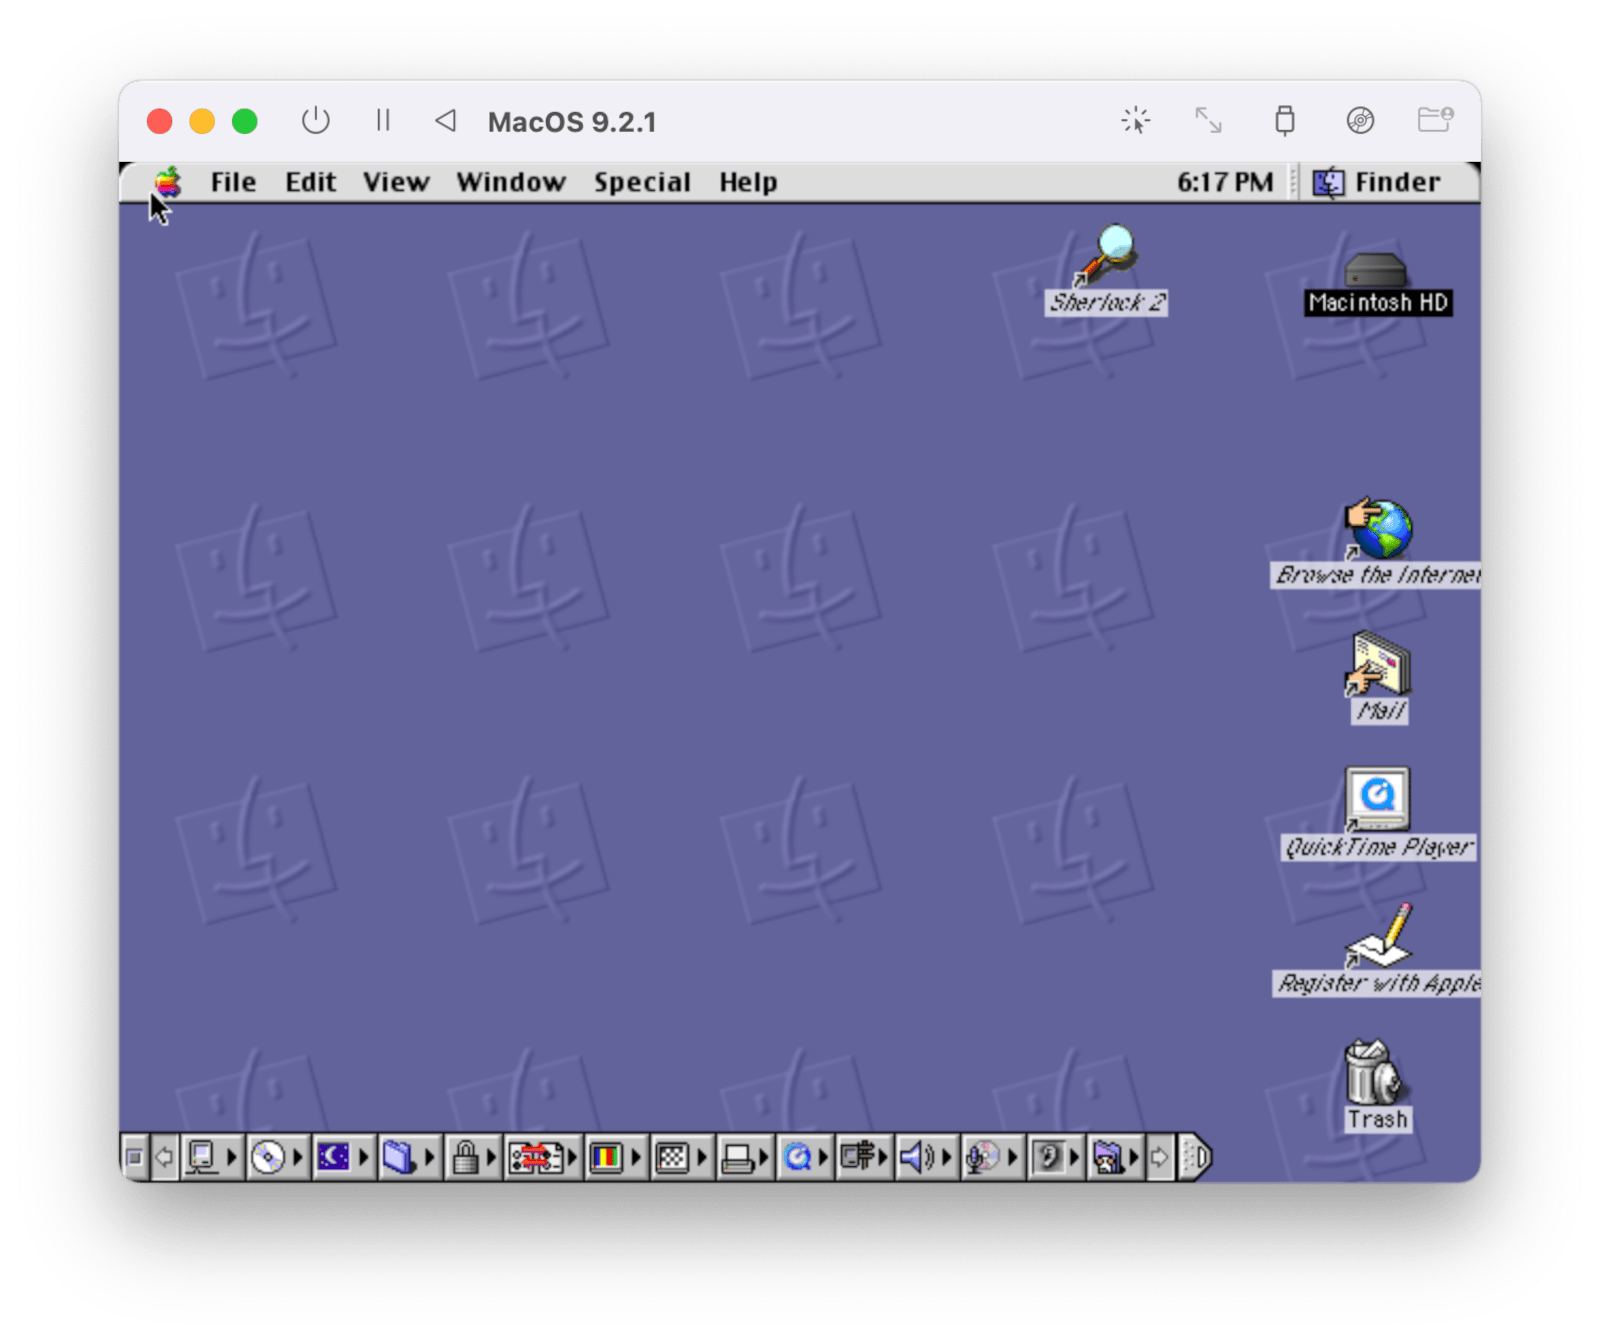 MacOS 9.2.1
File Edit View Window Special Help 6:17 PM Finder
Sherlock 2
Macintosh HD
Browse the Internet
Mail
QuickTime Player
Register with Apple
Trash